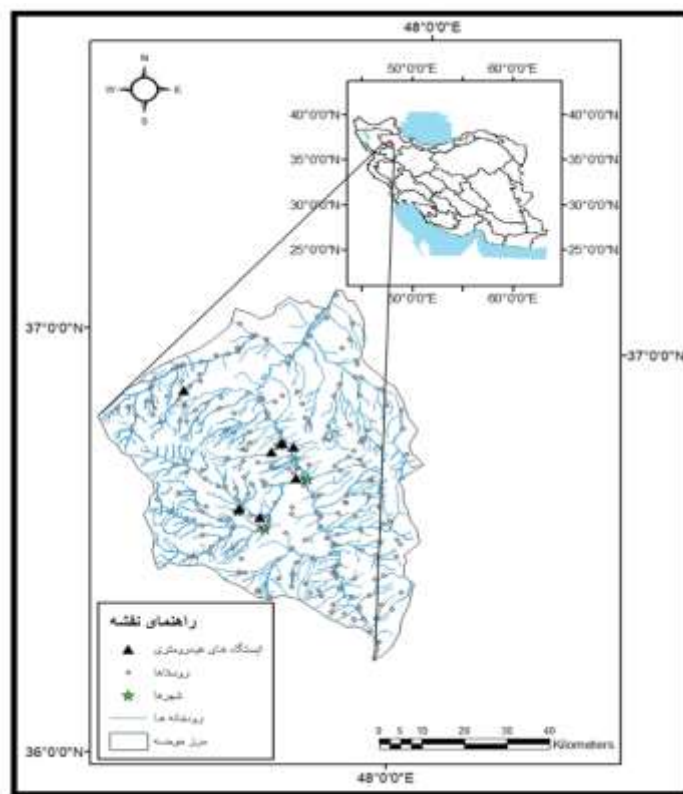 48°0'0"E
N
W E
S
50°0'0"E 60°0'0"E
40°0'0"N 40°0'0"N
35°0'0"N 35°0'0"N
30°0'0"N 30°0'0"N
25°0'0"N 25°0'0"N
50°0'0"E 60°0'0"E
37°0'0"N
37°0'0"N
راهنمای نقشه
ایستگاه های هیدرومتری
روستاها
شهرها
رودخانه ها
مرز حوضه
0 5 10 20 30 40
Kilometers
36°0'0"N
48°0'0"E